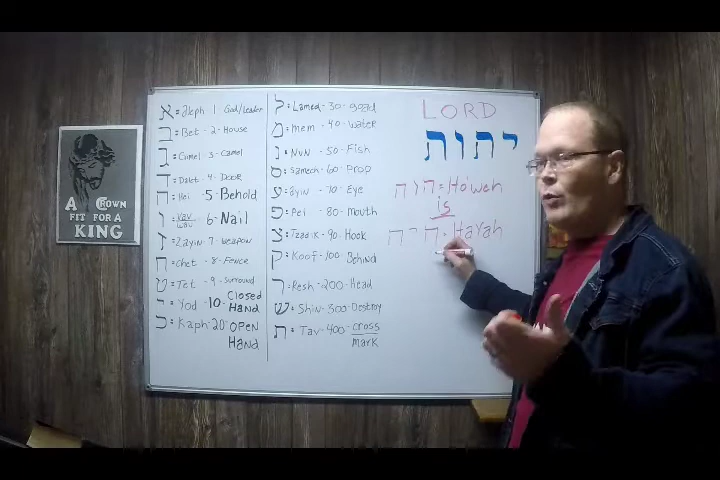 א = Aleph 1 God/Leader
ב = Bet - 2 - House
ג = Gimel - 3 - Camel
ד = Dalet - 4 - Door
ה = Hei - 5 - Behold
ו = Vav/Wav 6 - Nail
ז = Zayin - 7 - weapon
ח = Chet - 8 - Fence
ט = Tet - 9 - Surround
י = Yod - 10 - Closed
Hand
כ = Kaph - 20 - OPEN
Hand
ל = Lamed - 30 - goad
מ = mem - 40 - water
נ = NuN - 50 - Fish
ס = Samech - 60 - Prop
ע = ayin - 70 - Eye
פ = Pei - 80 - Mouth
צ = Tzadik - 90 - Hook
ק = Koof - 100 Behind
ר = Resh - 200 - Head
ש = Shin - 300 - Destroy
ת = Tav - 400 - cross
mark
LORD
יהוה
הוה = Ho'weh
is
היה - Hayah
A CROWN
FIT FOR A
KING